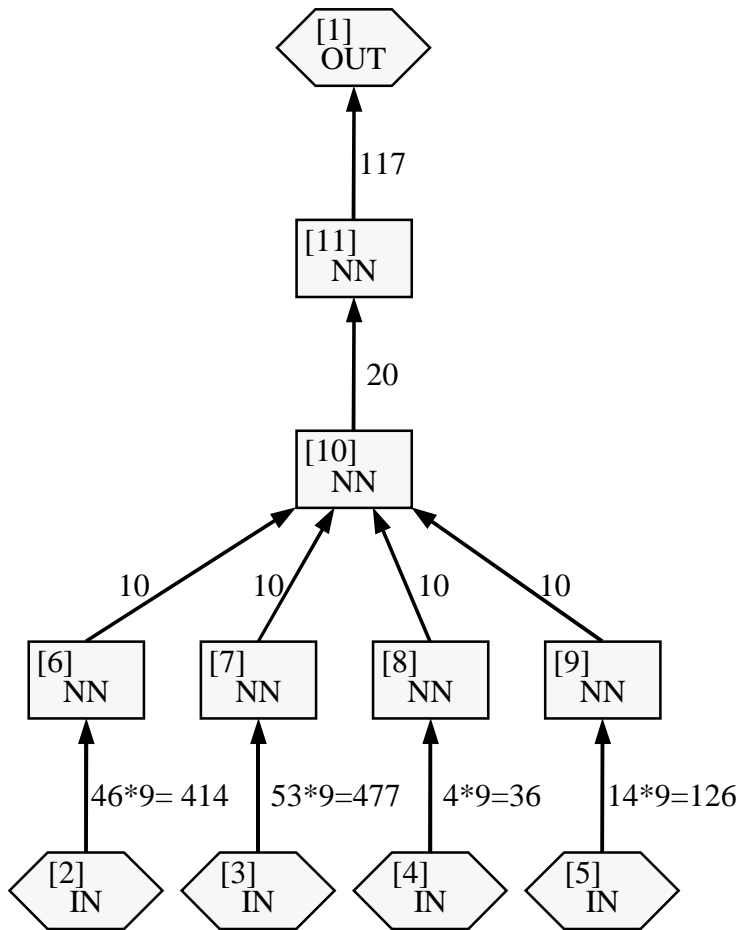 [1]
OUT
117
[11]
NN
20
[10]
NN
10 10 10 10
[6] [7] [8] [9]
NN NN NN NN
46*9= 414 53*9=477 4*9=36 14*9=126
[2] [3] [4] [5]
IN IN IN IN